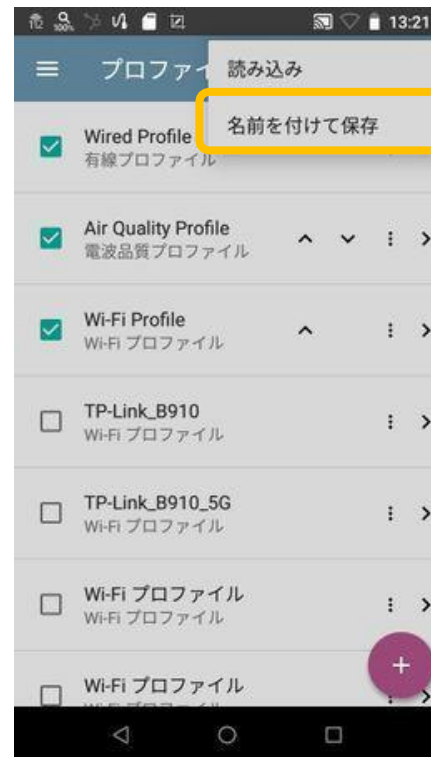 100%
13:21
プロファイ
読み込み
名前を付けて保存
Wired Profile
有線プロファイル
Air Quality Profile
電波品質プロファイル
Wi-Fi Profile
Wi-Fi プロファイル
TP-Link_B910
Wi-Fi プロファイル
TP-Link_B910_5G
Wi-Fi プロファイル
Wi-Fi プロファイル
Wi-Fi プロファイル
Wi-Fi プロファイル